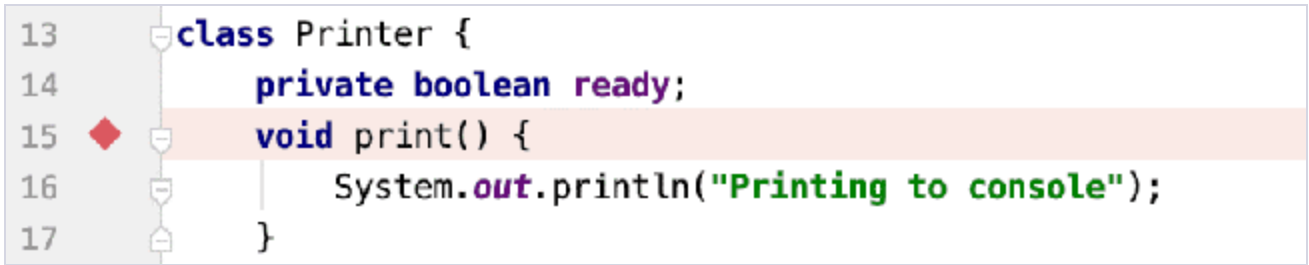 13 class Printer {
14     private boolean ready;
15     void print() {
16         System.out.println("Printing to console");
17     }